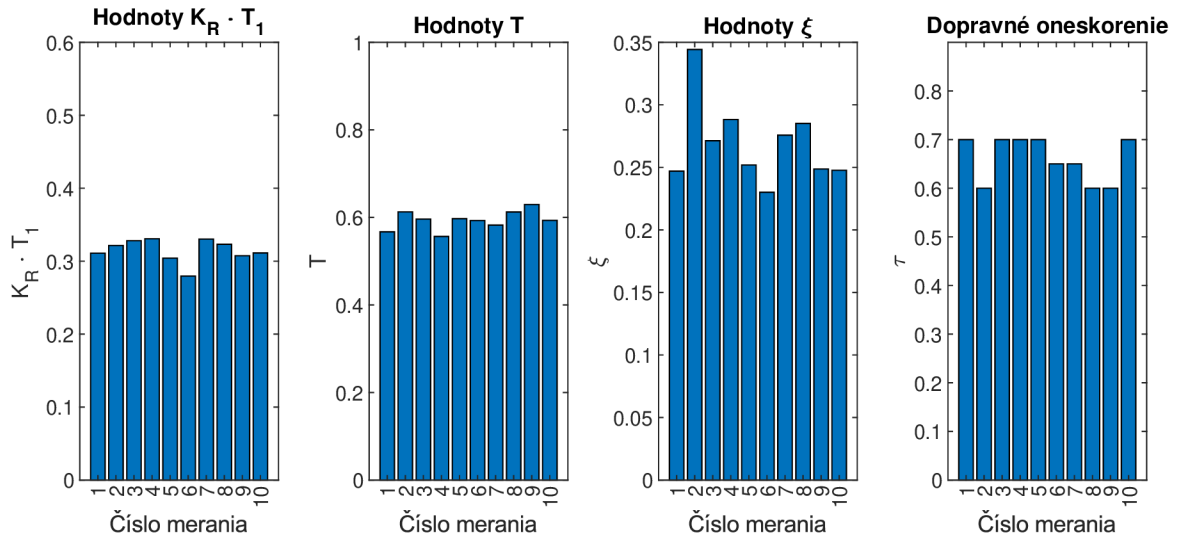 Hodnoty K_R · T_1
0.6
0.5
0.4
0.3
0.2
0.1
0
K_R · T_1
1 2 3 4 5 6 7 8 9 10
Číslo merania
Hodnoty T
1
0.8
0.6
0.4
0.2
0
T
1 2 3 4 5 6 7 8 9 10
Číslo merania
Hodnoty ξ
0.35
0.3
0.25
0.2
0.15
0.1
0.05
0
ξ
1 2 3 4 5 6 7 8 9 10
Číslo merania
Dopravné oneskorenie
0.8
0.7
0.6
0.5
0.4
0.3
0.2
0.1
0
τ
1 2 3 4 5 6 7 8 9 10
Číslo merania